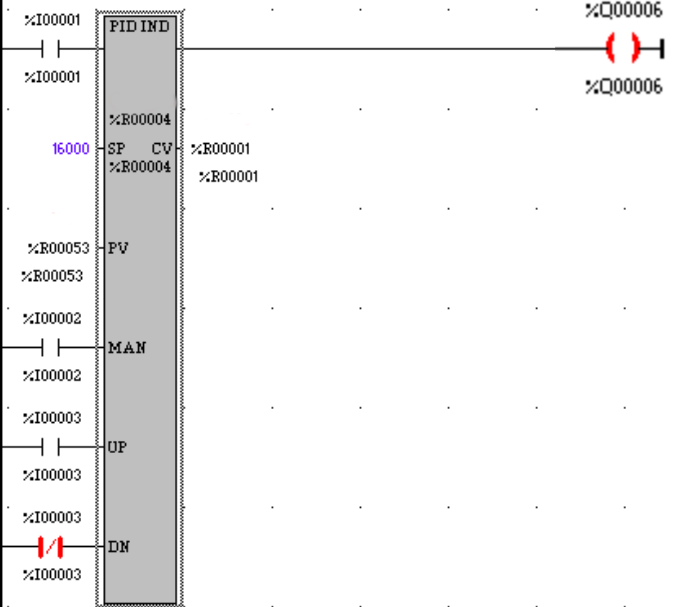 %I00001 PID IND %Q00006
%I00001 %Q00006
%R00004
16000 SP CV %R00001
%R00004 %R00001
%R00053 PV
%R00053
%I00002
MAN
%I00002
%I00003
UP
%I00003
%I00003
DN
%I00003